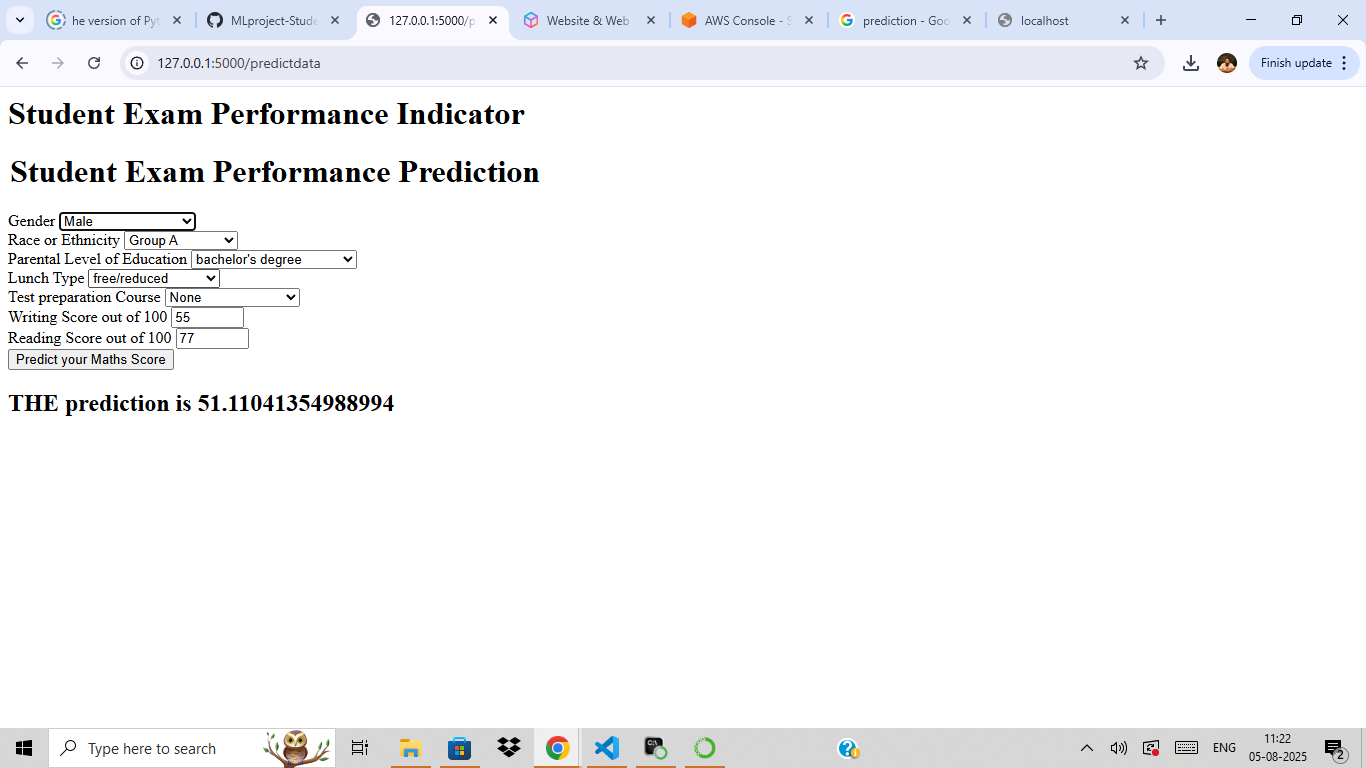 he version of Pyt
MLproject-Stude
127.0.0.1:5000/p
Website & Web
AWS Console - S
prediction - Goo
localhost
127.0.0.1:5000/predictdata
Finish update
Student Exam Performance Indicator
Student Exam Performance Prediction
Gender Male
Race or Ethnicity Group A
Parental Level of Education bachelor's degree
Lunch Type free/reduced
Test preparation Course None
Writing Score out of 100 55
Reading Score out of 100 77
Predict your Maths Score
THE prediction is 51.11041354988994
Type here to search
ENG
11:22
05-08-2025
2